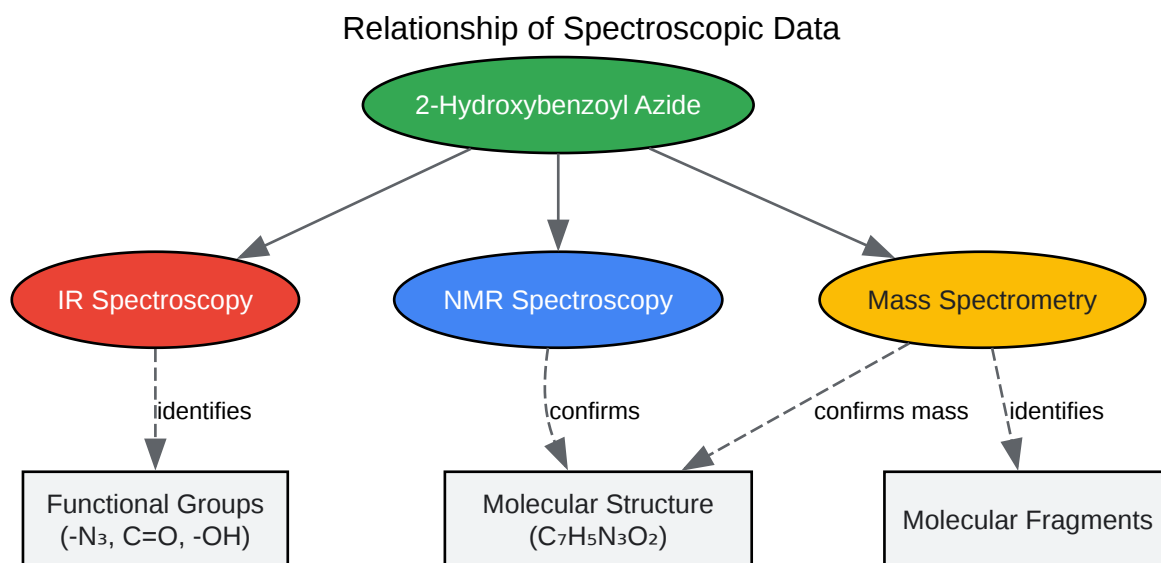 Relationship of Spectroscopic Data
2-Hydroxybenzoyl Azide
IR Spectroscopy
NMR Spectroscopy
Mass Spectrometry
identifies
confirms
confirms mass
identifies
Functional Groups
(-N₃, C=O, -OH)
Molecular Structure
(C₇H₅N₃O₂)
Molecular Fragments